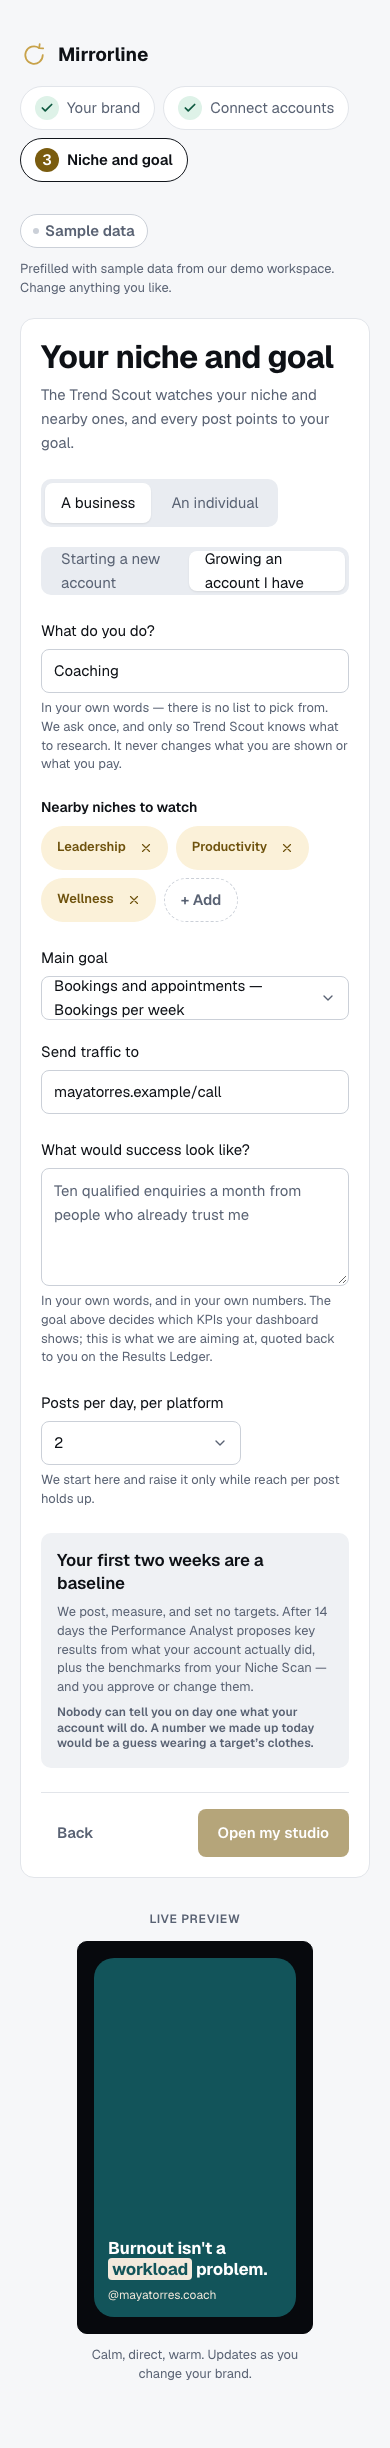 Mirrorline
Your brand
Connect accounts
3 Niche and goal
Sample data
Prefilled with sample data from our demo workspace.
Change anything you like.
Your niche and goal
The Trend Scout watches your niche and
nearby ones, and every post points to your
goal.
A business
An individual
Starting a new
account
Growing an
account I have
What do you do?
Coaching
In your own words — there is no list to pick from.
We ask once, and only so Trend Scout knows what
to research. It never changes what you are shown or
what you pay.
Nearby niches to watch
Leadership
Productivity
Wellness
+ Add
Main goal
Bookings and appointments —
Bookings per week
Send traffic to
mayatorres.example/call
What would success look like?
Ten qualified enquiries a month from
people who already trust me
In your own words, and in your own numbers. The
goal above decides which KPIs your dashboard
shows; this is what we are aiming at, quoted back
to you on the Results Ledger.
Posts per day, per platform
2
We start here and raise it only while reach per post
holds up.
Your first two weeks are a
baseline
We post, measure, and set no targets. After 14
days the Performance Analyst proposes key
results from what your account actually did,
plus the benchmarks from your Niche Scan —
and you approve or change them.
Nobody can tell you on day one what your
account will do. A number we made up today
would be a guess wearing a target's clothes.
Back
Open my studio
LIVE PREVIEW
Burnout isn't a
workload problem.
@mayatorres.coach
Calm, direct, warm. Updates as you
change your brand.